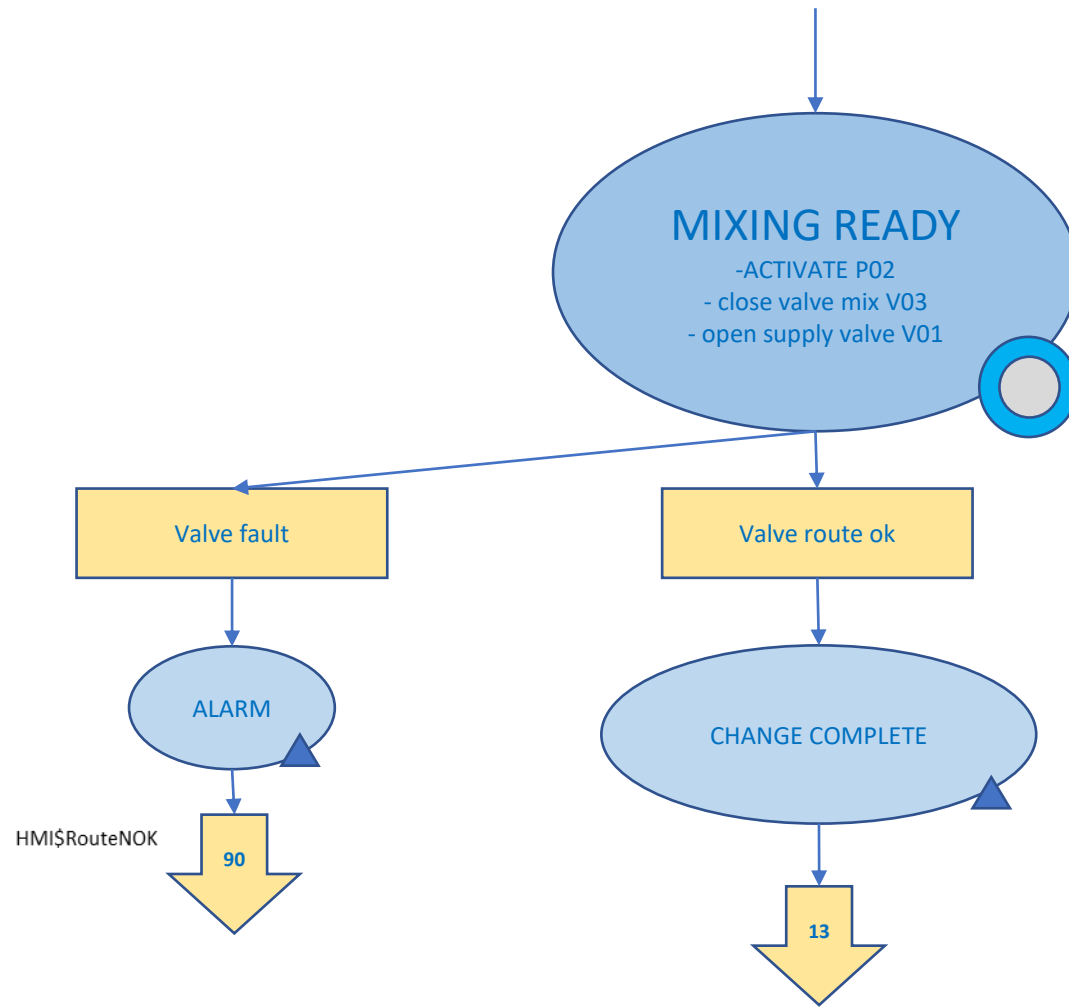 MIXING READY
-ACTIVATE P02
- close valve mix V03
- open supply valve V01
Valve fault
Valve route ok
ALARM
CHANGE COMPLETE
HMI$RouteNOK
90
13